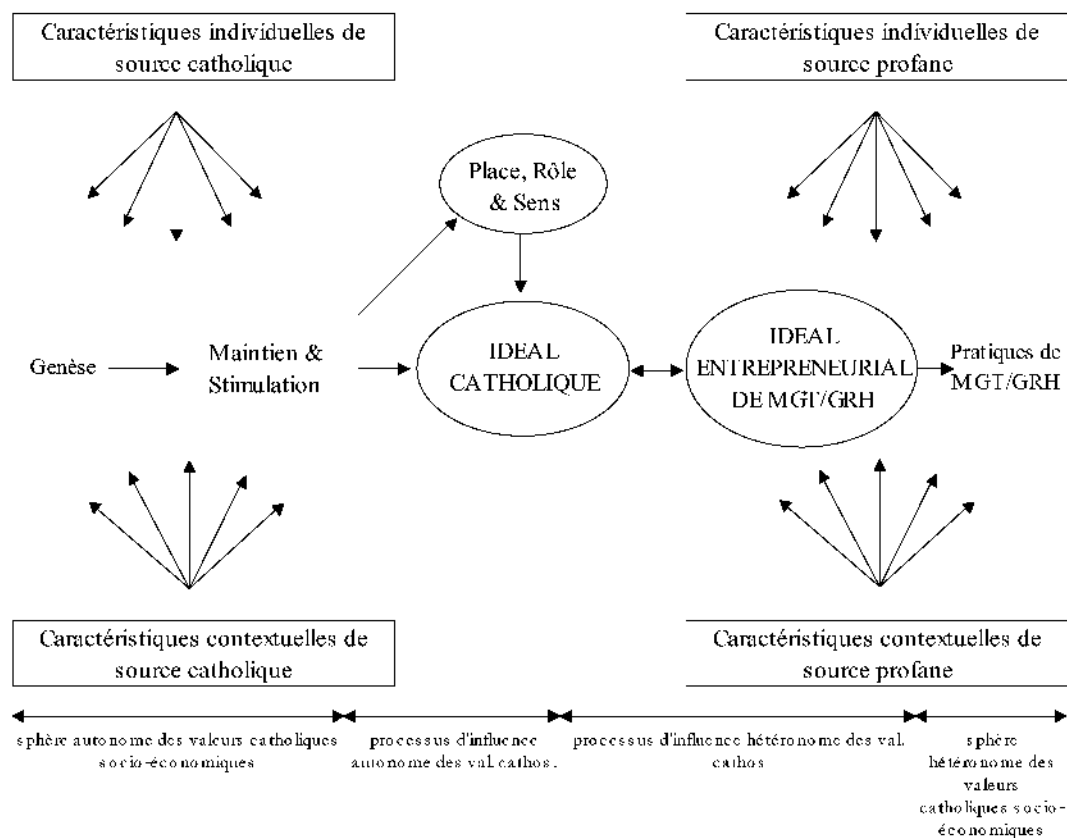 Caractéristiques individuelles de
source catholique
Caractéristiques individuelles de
source profane
Place, Rôle
& Sens
Genèse
Maintien &
Stimulation
IDEAL
CATHOLIQUE
IDEAL
ENTREPRENEURIAL
DE MGT/GRH
Pratiques de
MGT/GRH
Caractéristiques contextuelles de
source catholique
Caractéristiques contextuelles de
source profane
sphère autonome des valeurs catholiques
socio-économiques
processus d'influence
autonome des val. cathos.
processus d'influence hétéronome des val.
cathos
sphère
hétéronome des
valeurs
catholiques socio-
économiques